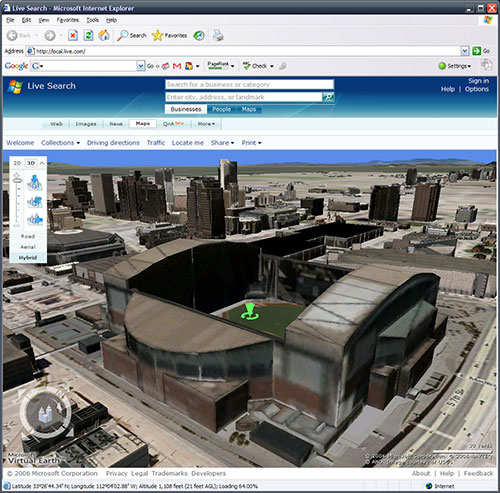 Live Search - Microsoft Internet Explorer
File Edit View Favorites Tools Help
Back Search Favorites
Address http://local.live.com/ Go
Google G Go PageRank Check Settings
Live Search
Search for a business or category
Enter city, address, or landmark
Businesses People Maps
Sign in
Help | Options
Web Images News Maps QnA Beta More
Welcome Collections Driving directions Traffic Locate me Share Print
2D 3D
Road
Aerial
Hybrid
Microsoft
Virtual Earth
30 yards
© 2006 Microsoft Corporation Privacy Legal Trademarks Developers About | Help | Feedback
Latitude 33°26'44.34" N; Longitude 112°04'02.88" W; Altitude 1,108 feet (21 feet AGL); Loading 64.00% Internet